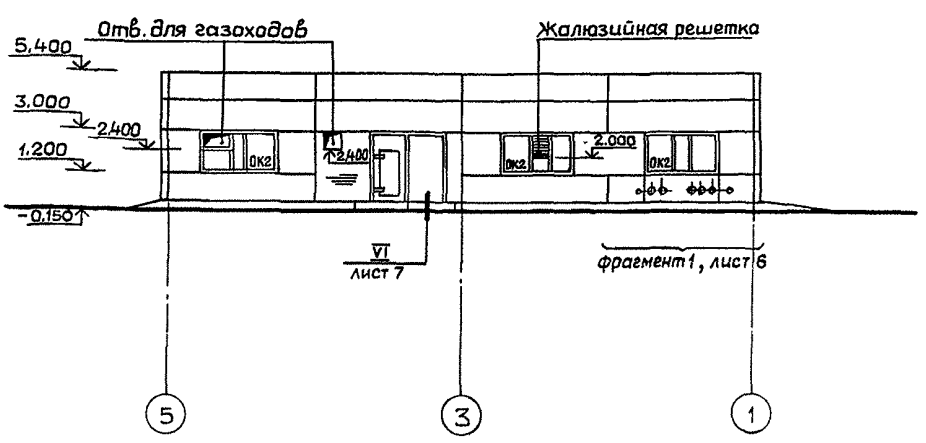 Отв. для газоходов
Жалюзийная решетка
5.400
3.000
2.400
1.200
-0.150
ОК2
2.400
ОК2
2.000
ОК2
VI
лист 7
фрагмент 1, лист 6
5
3
1